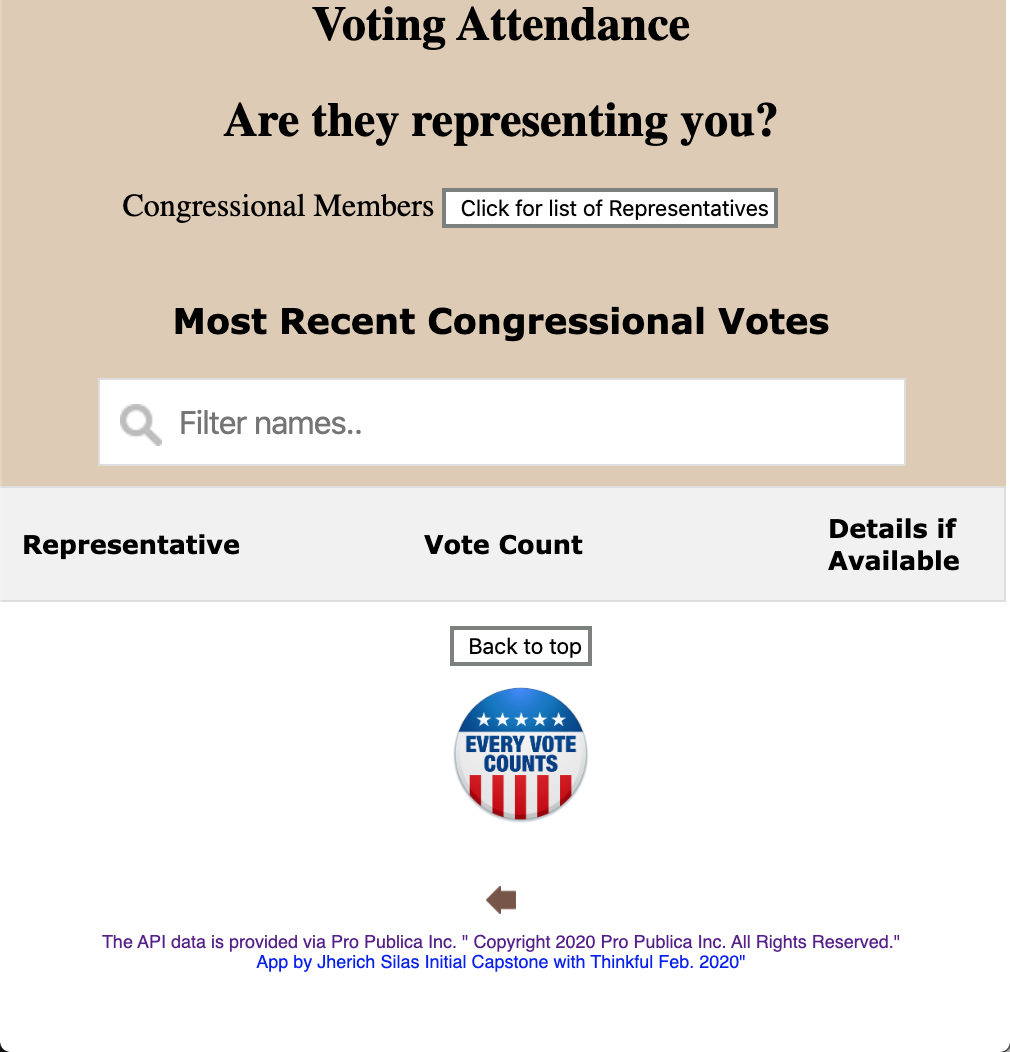 Voting Attendance
Are they representing you?
Congressional Members Click for list of Representatives
Most Recent Congressional Votes
Filter names..
Representative Vote Count Details if
Available
Back to top
EVERY VOTE
COUNTS
The API data is provided via Pro Publica Inc. " Copyright 2020 Pro Publica Inc. All Rights Reserved."
App by Jherich Silas Initial Capstone with Thinkful Feb. 2020"